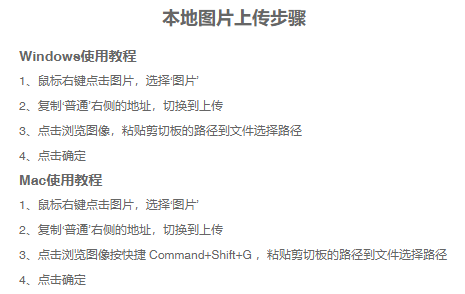 本地图片上传步骤
Windows使用教程
1、鼠标右键点击图片，选择‘图片’
2、复制‘普通’右侧的地址，切换到上传
3、点击浏览图像，粘贴剪切板的路径到文件选择路径
4、点击确定
Mac使用教程
1、鼠标右键点击图片，选择‘图片’
2、复制‘普通’右侧的地址，切换到上传
3、点击浏览图像按快捷 Command+Shift+G ，粘贴剪切板的路径到文件选择路径
4、点击确定